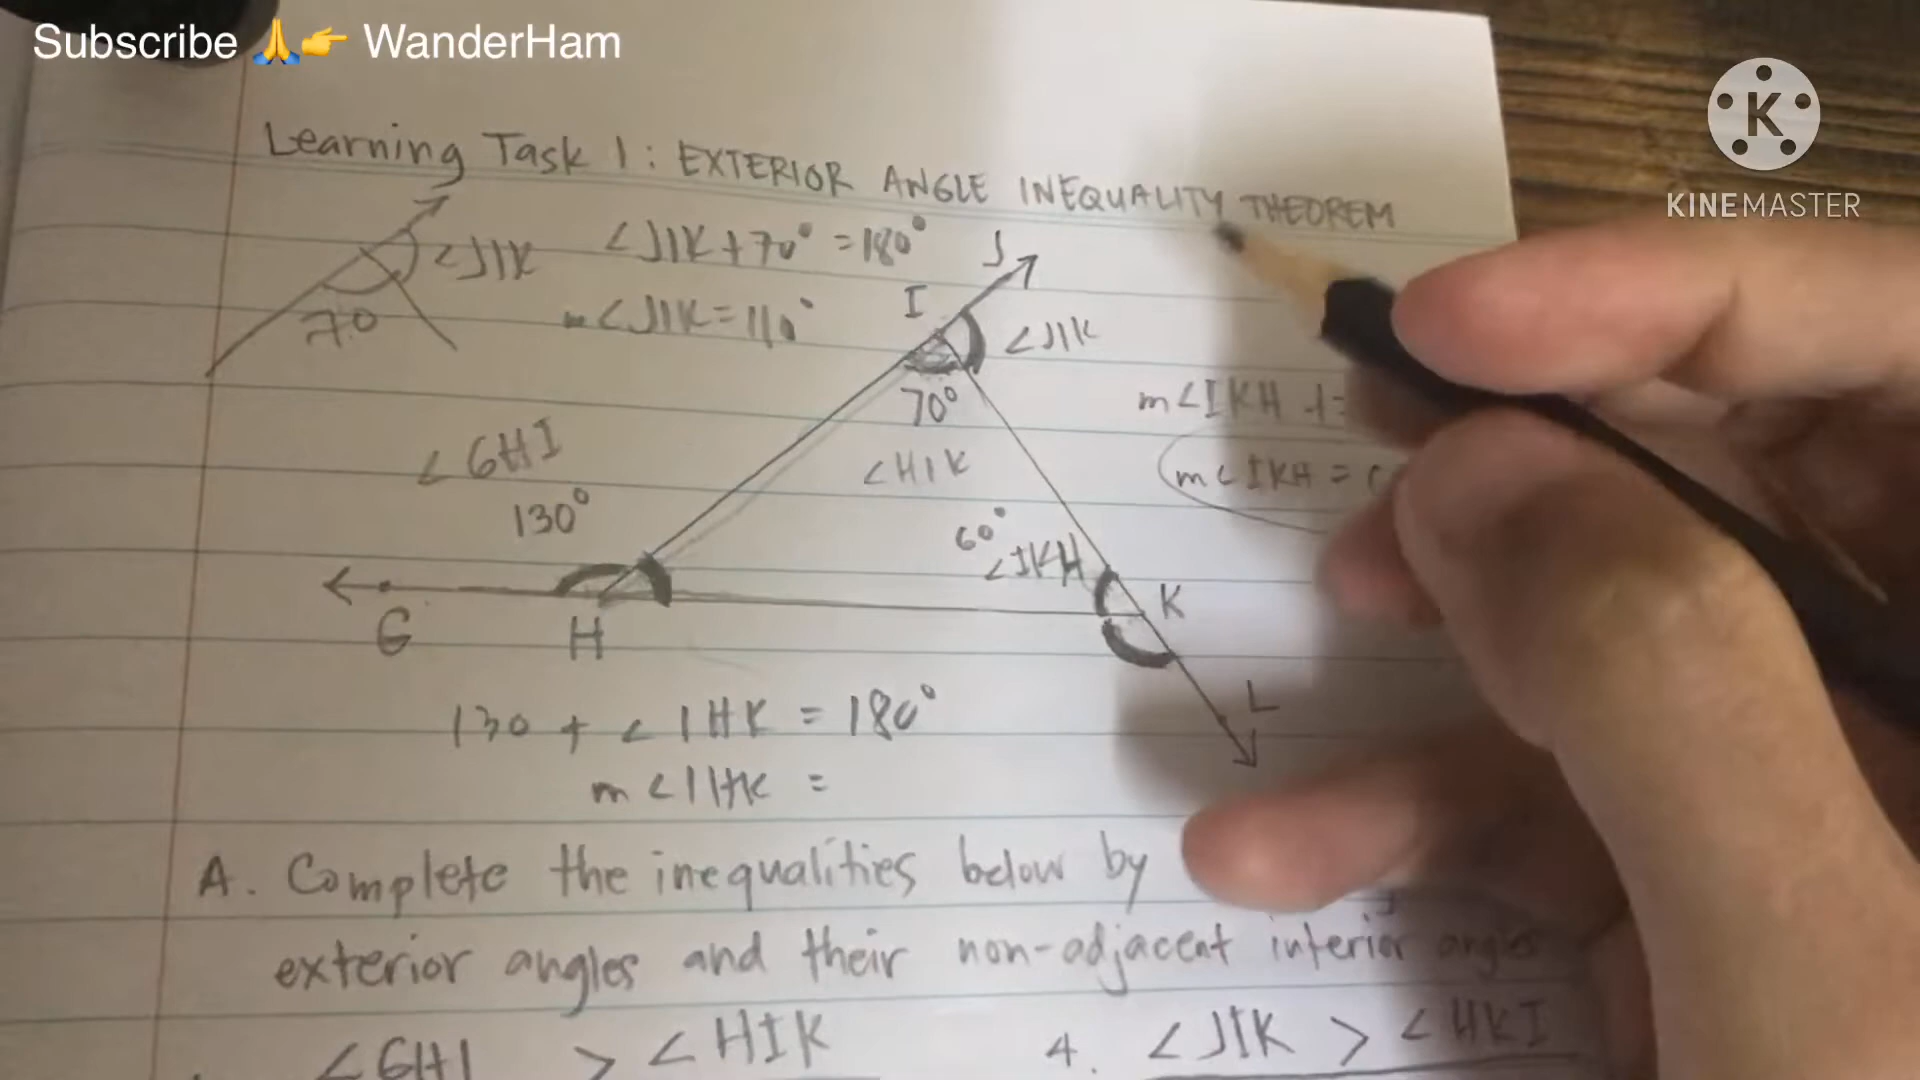 Subscribe 🙏👉 WanderHam
K
KINEMASTER
Learning Task 1: EXTERIOR ANGLE INEQUALITY THEOREM
∠JIK
70
∠JIK + 70° = 180°
m∠JIK = 110°
J
I
∠JIK
70°
∠HIK
m∠IKH
m∠IKH =
∠GHI
130°
60°
∠IKH
G
H
K
L
130 + ∠IHK = 180°
m∠IHK =
A. Complete the inequalities below by
exterior angles and their non-adjacent interior angles
∠GHI > ∠HIK
4. ∠JIK > ∠HKI